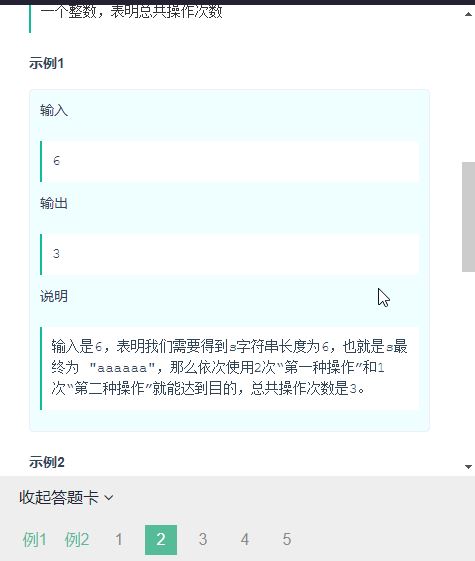 一个整数，表明总共操作次数
示例1
输入
6
输出
3
说明
输入是6，表明我们需要得到s字符串长度为6，也就是s最
终为 "aaaaaa"，那么依次使用2次“第一种操作”和1
次“第二种操作”就能达到目的，总共操作次数是3。
示例2
收起答题卡
例1 例2 1 2 3 4 5